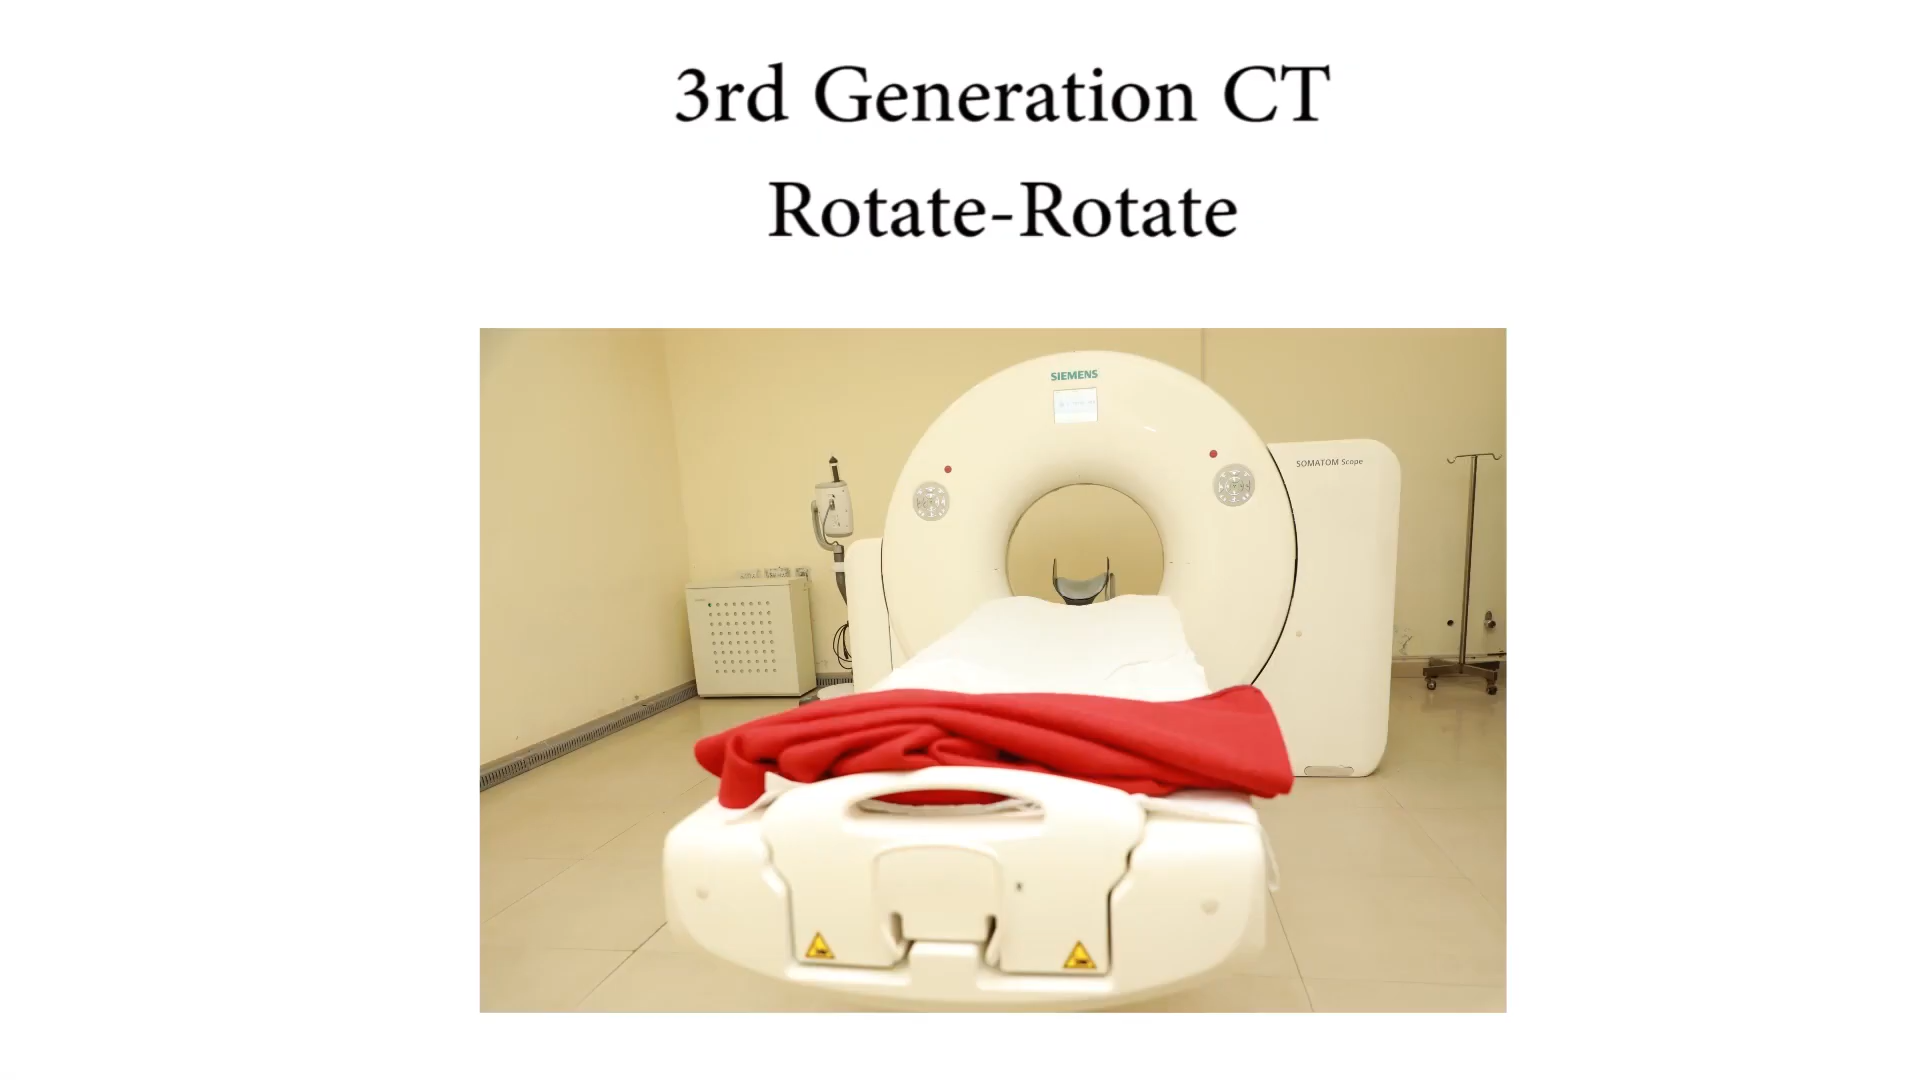 3rd Generation CT
Rotate-Rotate
SIEMENS
SOMATOM Scope